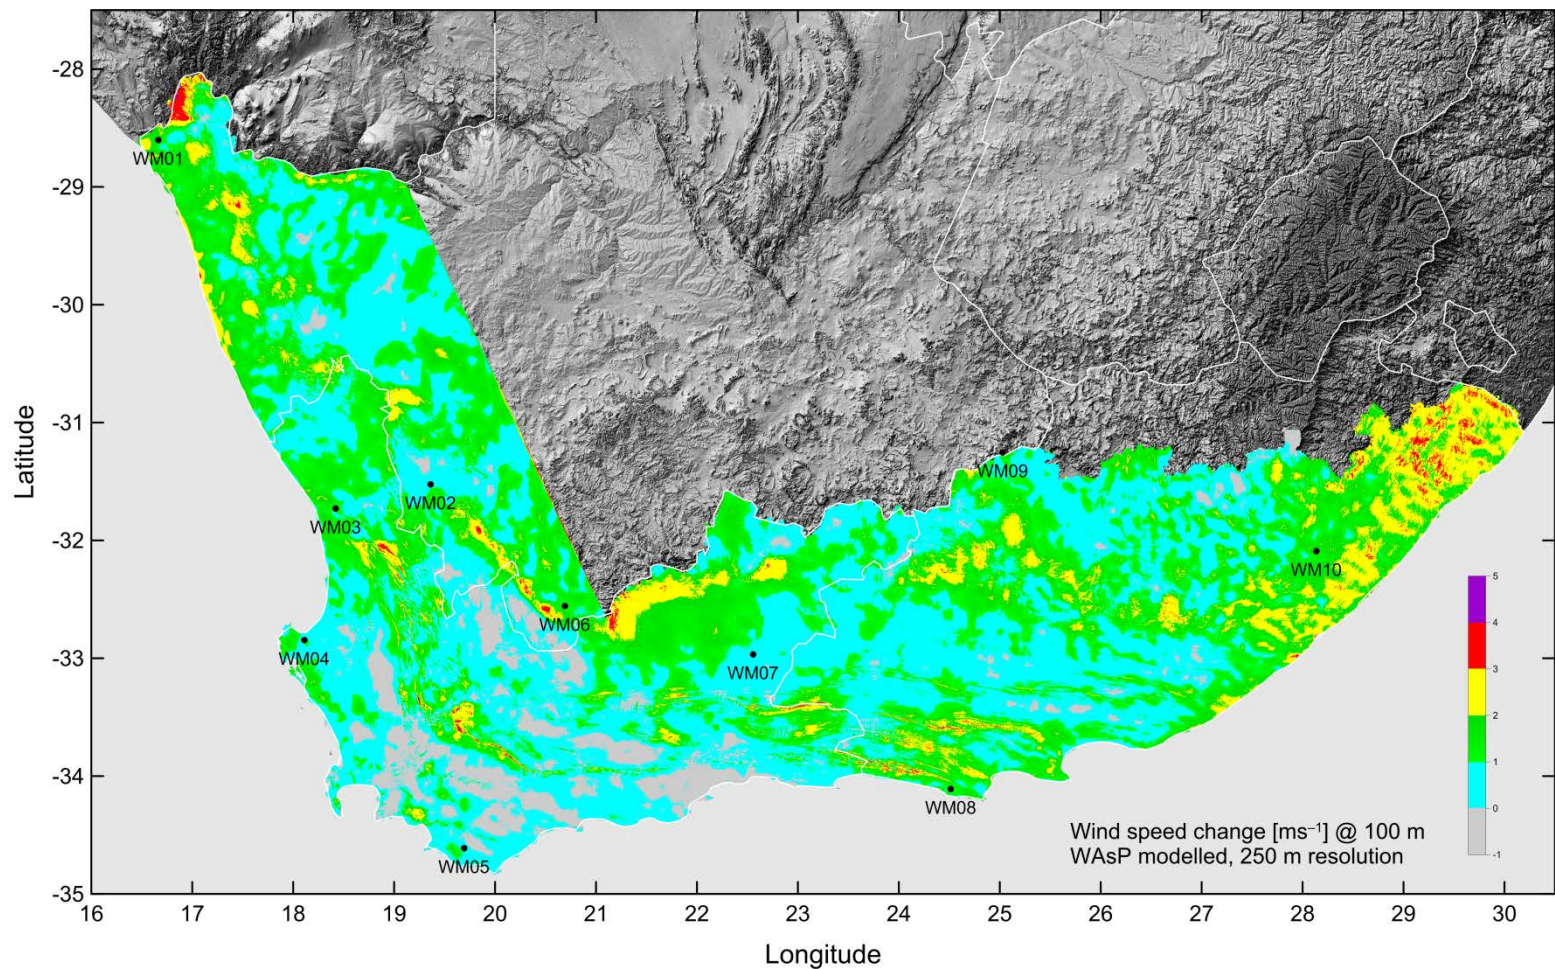 -28
-29
-30
-31
-32
-33
-34
-35
Latitude
WM01
WM02
WM03
WM09
WM10
WM06
WM04
WM07
WM08
WM05
5
4
3
2
1
0
-1
Wind speed change [ms⁻¹] @ 100 m
WAsP modelled, 250 m resolution
16 17 18 19 20 21 22 23 24 25 26 27 28 29 30
Longitude